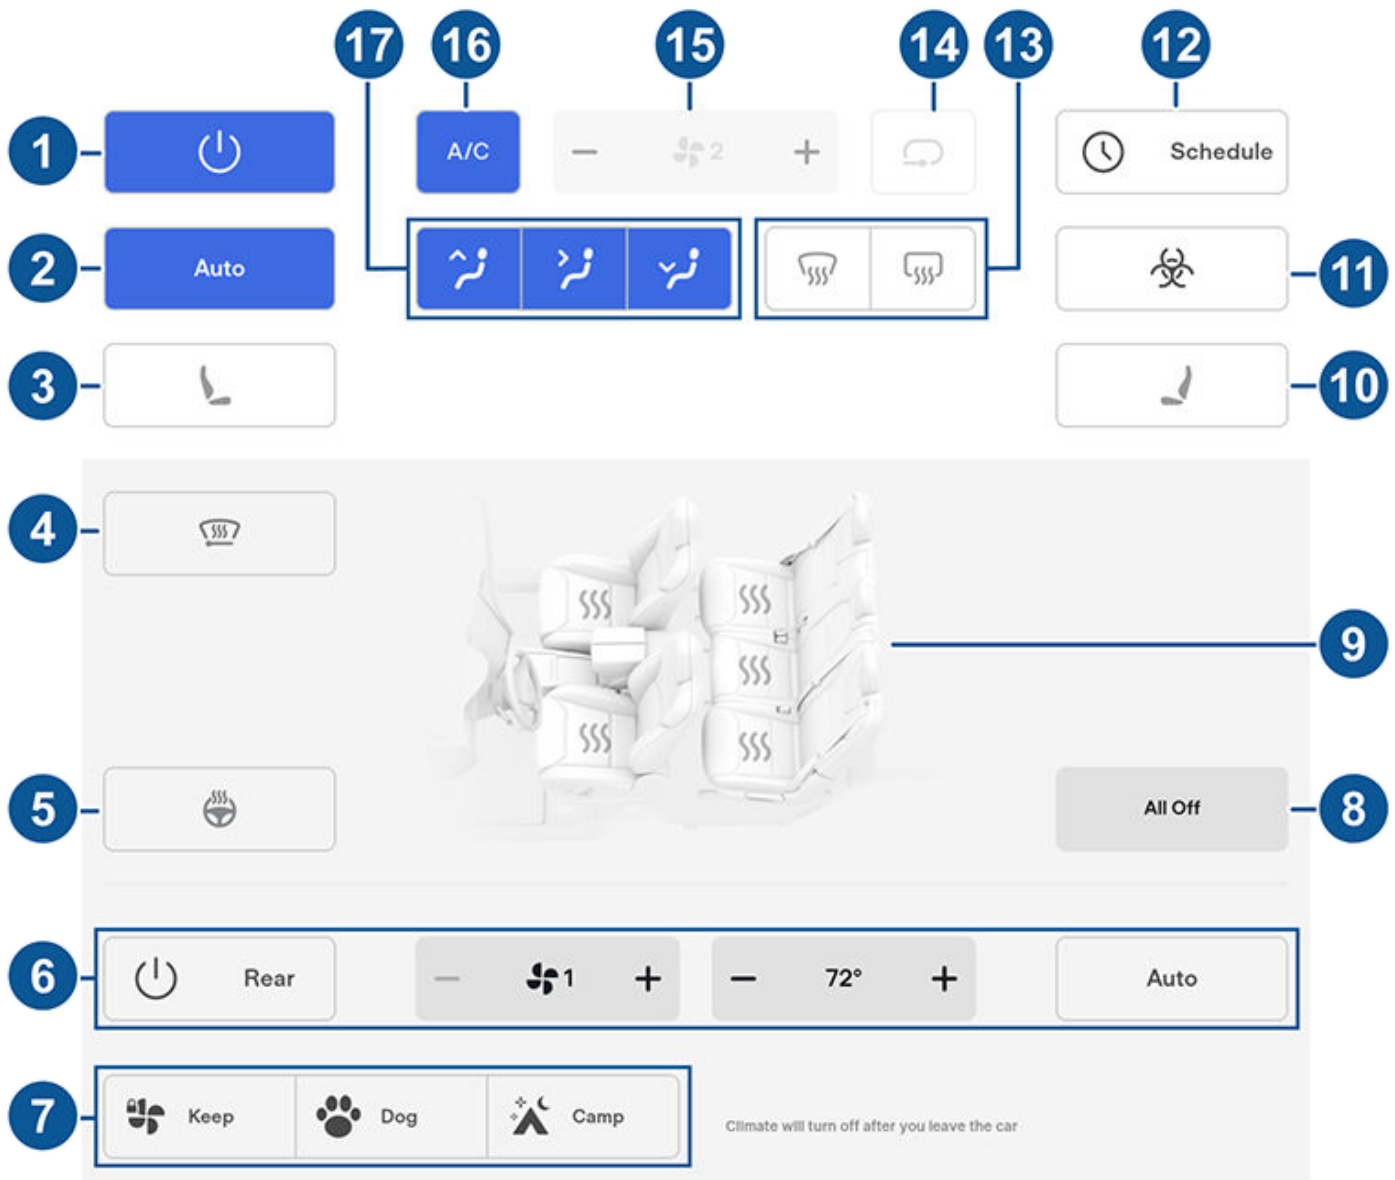 17 16 15 14 13 12
1 A/C − 2 + Schedule
2 Auto 11
3 10
4
9
5 All Off 8
6 Rear − 1 + − 72° + Auto
7 Keep Dog Camp Climate will turn off after you leave the car